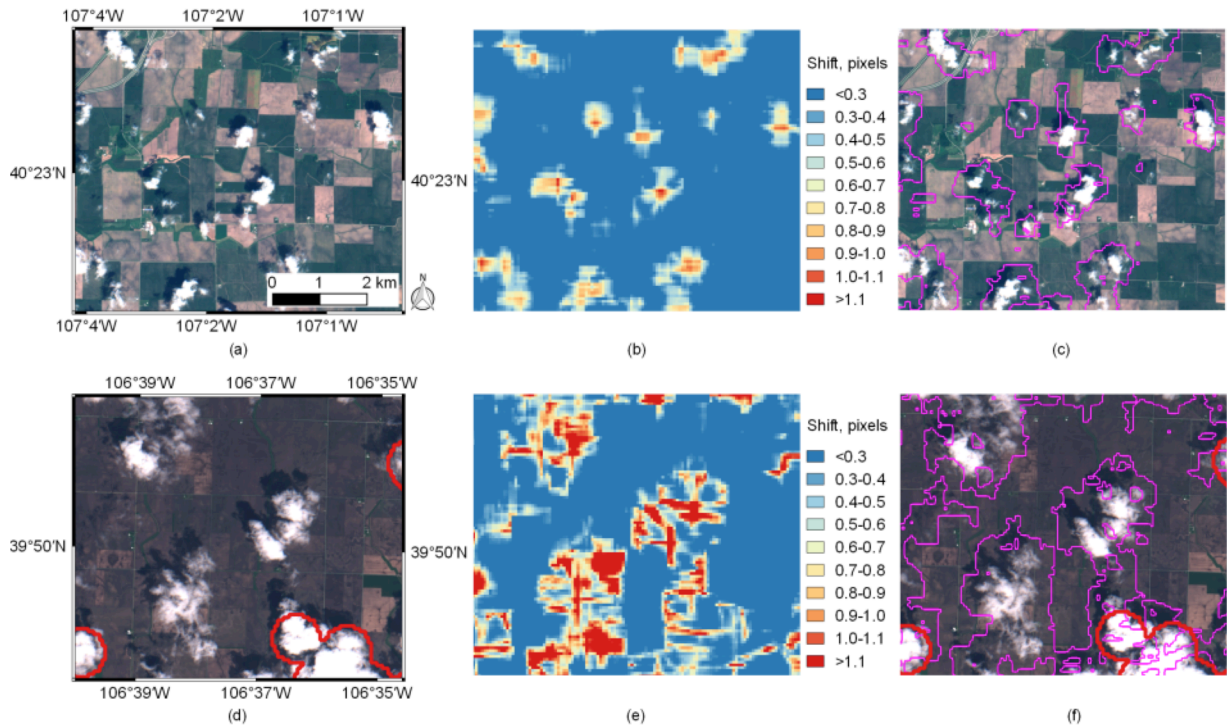 107°4'W 107°2'W 107°1'W
40°23'N
0 1 2 km
N
107°4'W 107°2'W 107°1'W
(a)
40°23'N
(b)
Shift, pixels
<0.3
0.3-0.4
0.4-0.5
0.5-0.6
0.6-0.7
0.7-0.8
0.8-0.9
0.9-1.0
1.0-1.1
>1.1
(c)
106°39'W 106°37'W 106°35'W
39°50'N
106°39'W 106°37'W 106°35'W
(d)
39°50'N
(e)
Shift, pixels
<0.3
0.3-0.4
0.4-0.5
0.5-0.6
0.6-0.7
0.7-0.8
0.8-0.9
0.9-1.0
1.0-1.1
>1.1
(f)